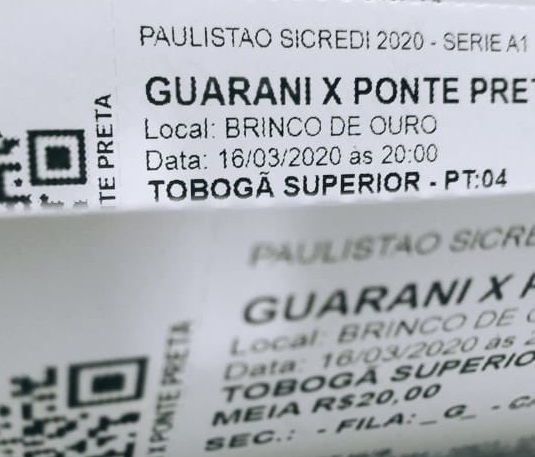 PAULISTAO SICREDI 2020 - SERIE A1
GUARANI X PONTE PRE
Local: BRINCO DE OURO
Data: 16/03/2020 às 20:00
TOBOGÃ SUPERIOR - PT:04
TE PRETA
PAULISTAO SICRE
GUARANI X
Local: BRINCO DE
Data: 16/03/2020 às
TOBOGÃ SUPERIO
MEIA R$20,00
SEC.: - FILA:_G_ -
X PONTE PRETA